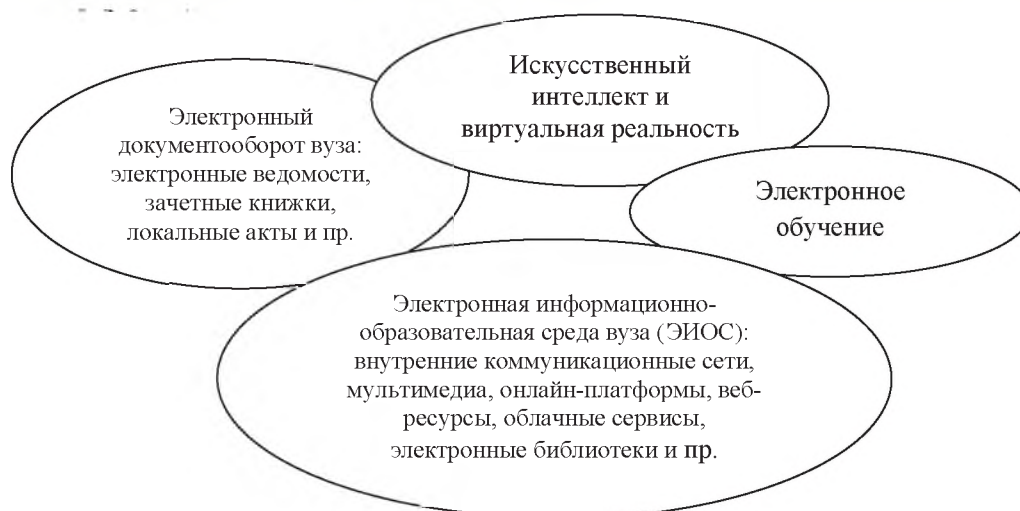 Искусственный
интеллект и
виртуальная реальность
Электронный
документооборот вуза:
электронные ведомости,
зачетные книжки,
локальные акты и пр.
Электронное
обучение
Электронная информационно-
образовательная среда вуза (ЭИОС):
внутренние коммуникационные сети,
мультимедиа, онлайн-платформы, веб-
ресурсы, облачные сервисы,
электронные библиотеки и пр.